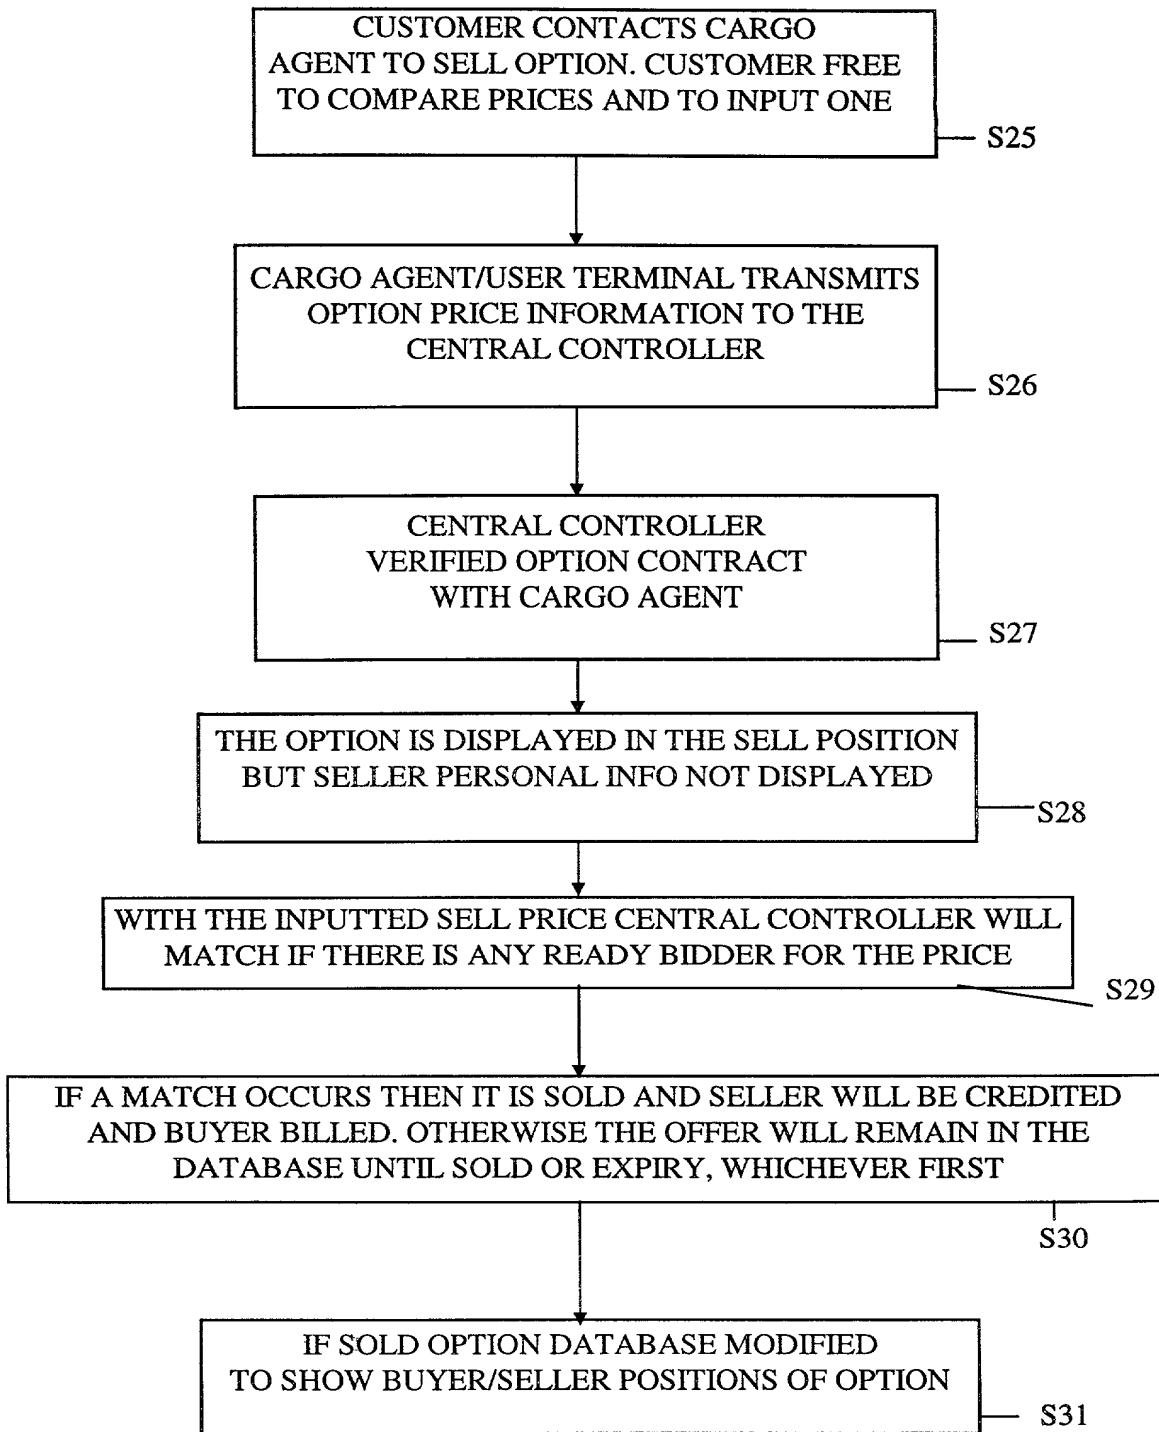 CUSTOMER CONTACTS CARGO
AGENT TO SELL OPTION. CUSTOMER FREE
TO COMPARE PRICES AND TO INPUT ONE
S25
CARGO AGENT/USER TERMINAL TRANSMITS
OPTION PRICE INFORMATION TO THE
CENTRAL CONTROLLER
S26
CENTRAL CONTROLLER
VERIFIED OPTION CONTRACT
WITH CARGO AGENT
S27
THE OPTION IS DISPLAYED IN THE SELL POSITION
BUT SELLER PERSONAL INFO NOT DISPLAYED
S28
WITH THE INPUTTED SELL PRICE CENTRAL CONTROLLER WILL
MATCH IF THERE IS ANY READY BIDDER FOR THE PRICE
S29
IF A MATCH OCCURS THEN IT IS SOLD AND SELLER WILL BE CREDITED
AND BUYER BILLED. OTHERWISE THE OFFER WILL REMAIN IN THE
DATABASE UNTIL SOLD OR EXPIRY, WHICHEVER FIRST
S30
IF SOLD OPTION DATABASE MODIFIED
TO SHOW BUYER/SELLER POSITIONS OF OPTION
S31